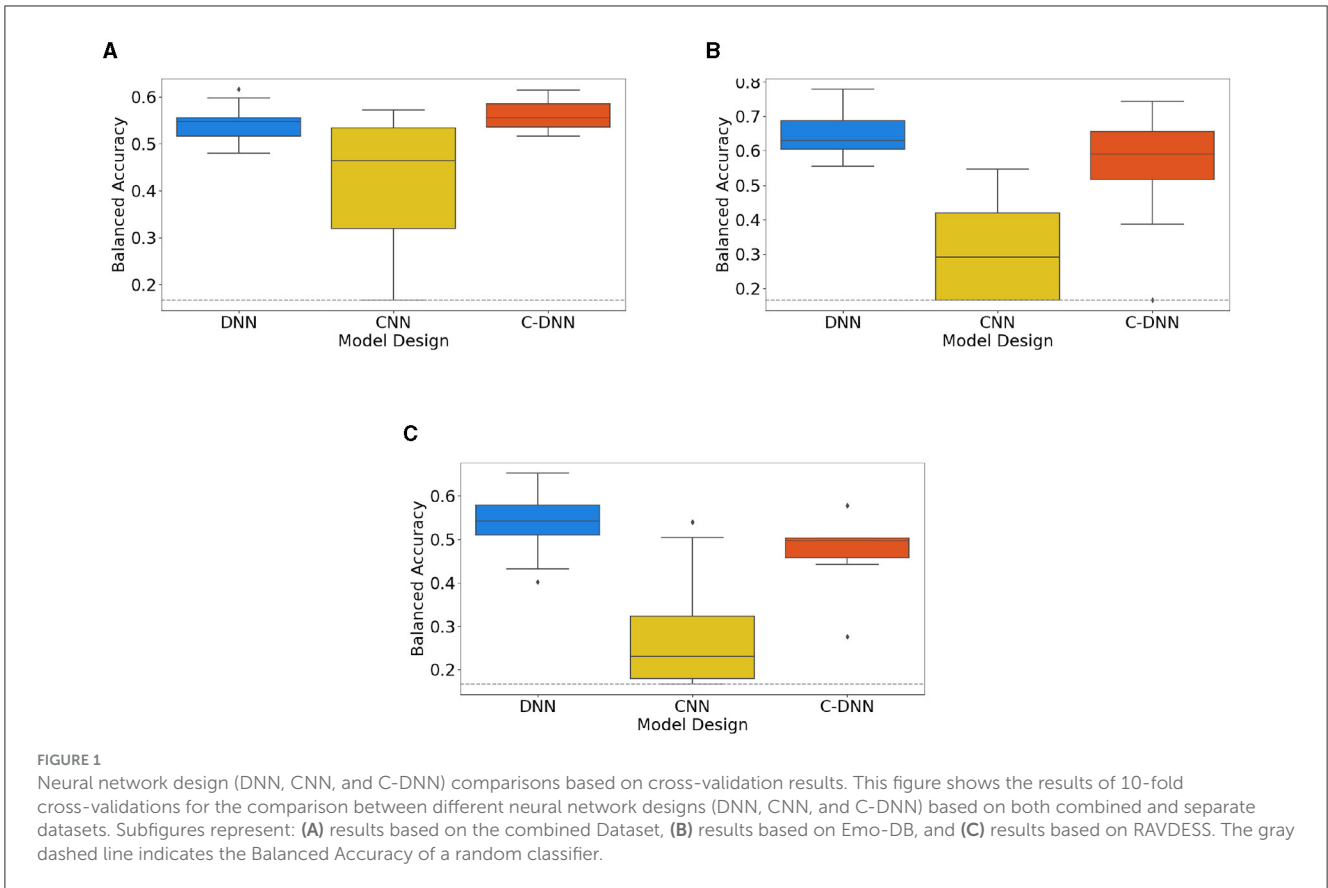 A
Balanced Accuracy
0.6
0.5
0.4
0.3
0.2
DNN CNN C-DNN
Model Design
B
Balanced Accuracy
0.8
0.7
0.6
0.5
0.4
0.3
0.2
DNN CNN C-DNN
Model Design
C
Balanced Accuracy
0.6
0.5
0.4
0.3
0.2
DNN CNN C-DNN
Model Design
FIGURE 1
Neural network design (DNN, CNN, and C-DNN) comparisons based on cross-validation results. This figure shows the results of 10-fold
cross-validations for the comparison between different neural network designs (DNN, CNN, and C-DNN) based on both combined and separate
datasets. Subfigures represent: (A) results based on the combined Dataset, (B) results based on Emo-DB, and (C) results based on RAVDESS. The gray
dashed line indicates the Balanced Accuracy of a random classifier.